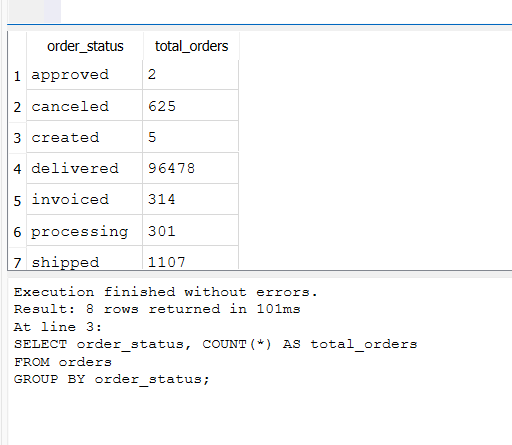 order_status total_orders
1 approved 2
2 canceled 625
3 created 5
4 delivered 96478
5 invoiced 314
6 processing 301
7 shipped 1107
Execution finished without errors.
Result: 8 rows returned in 101ms
At line 3:
SELECT order_status, COUNT(*) AS total_orders
FROM orders
GROUP BY order_status;